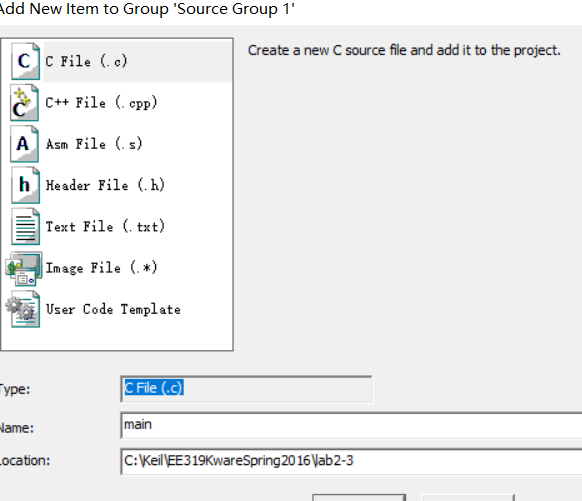 Add New Item to Group 'Source Group 1'
C File (.c)
Create a new C source file and add it to the project.
C++ File (.cpp)
Asm File (.s)
Header File (.h)
Text File (.txt)
Image File (.*)
User Code Template
Type:
C File (.c)
Name:
main
Location:
C:\Keil\EE319KwareSpring2016\lab2-3